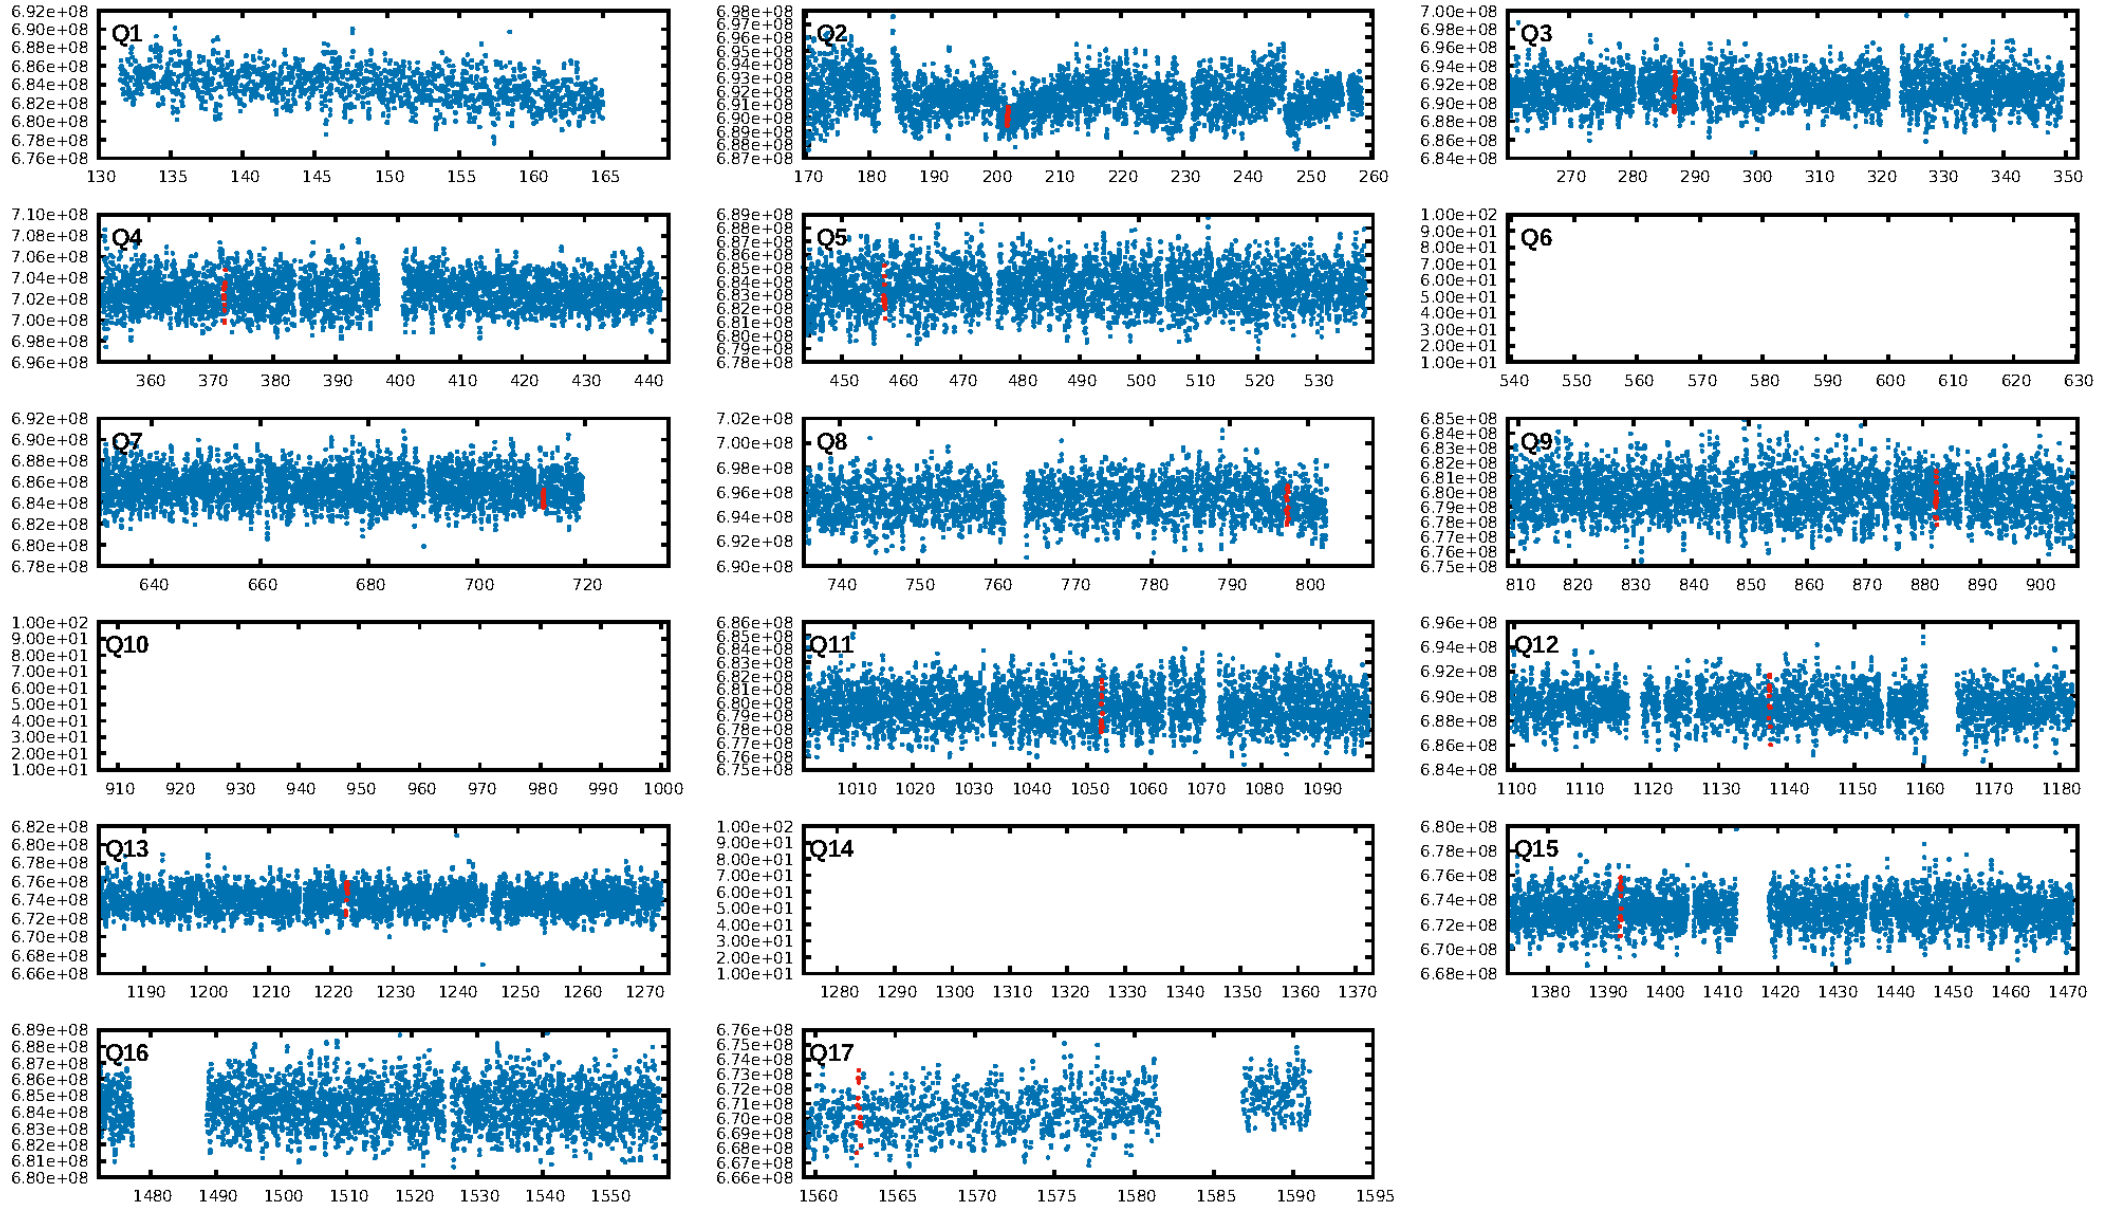 Q1
6.92e+08
6.90e+08
6.88e+08
6.86e+08
6.84e+08
6.82e+08
6.80e+08
6.78e+08
6.76e+08
130 135 140 145 150 155 160 165
Q2
6.98e+08
6.97e+08
6.96e+08
6.95e+08
6.94e+08
6.93e+08
6.92e+08
6.91e+08
6.90e+08
6.89e+08
6.88e+08
6.87e+08
170 180 190 200 210 220 230 240 250 260
Q3
7.00e+08
6.98e+08
6.96e+08
6.94e+08
6.92e+08
6.90e+08
6.88e+08
6.86e+08
6.84e+08
270 280 290 300 310 320 330 340 350
Q4
7.10e+08
7.08e+08
7.06e+08
7.04e+08
7.02e+08
7.00e+08
6.98e+08
6.96e+08
360 370 380 390 400 410 420 430 440
Q5
6.89e+08
6.88e+08
6.87e+08
6.86e+08
6.85e+08
6.84e+08
6.83e+08
6.82e+08
6.81e+08
6.80e+08
6.79e+08
6.78e+08
450 460 470 480 490 500 510 520 530
Q6
1.00e+02
9.00e+01
8.00e+01
7.00e+01
6.00e+01
5.00e+01
4.00e+01
3.00e+01
2.00e+01
1.00e+01
540 550 560 570 580 590 600 610 620 630
Q7
6.92e+08
6.90e+08
6.88e+08
6.86e+08
6.84e+08
6.82e+08
6.80e+08
6.78e+08
640 660 680 700 720
Q8
7.02e+08
7.00e+08
6.98e+08
6.96e+08
6.94e+08
6.92e+08
6.90e+08
740 750 760 770 780 790 800
Q9
6.85e+08
6.84e+08
6.83e+08
6.82e+08
6.81e+08
6.80e+08
6.79e+08
6.78e+08
6.77e+08
6.76e+08
6.75e+08
810 820 830 840 850 860 870 880 890 900
Q10
1.00e+02
9.00e+01
8.00e+01
7.00e+01
6.00e+01
5.00e+01
4.00e+01
3.00e+01
2.00e+01
1.00e+01
910 920 930 940 950 960 970 980 990 1000
Q11
6.86e+08
6.85e+08
6.84e+08
6.83e+08
6.82e+08
6.81e+08
6.80e+08
6.79e+08
6.78e+08
6.77e+08
6.76e+08
6.75e+08
1010 1020 1030 1040 1050 1060 1070 1080 1090
Q12
6.96e+08
6.94e+08
6.92e+08
6.90e+08
6.88e+08
6.86e+08
6.84e+08
1100 1110 1120 1130 1140 1150 1160 1170 1180
Q13
6.82e+08
6.80e+08
6.78e+08
6.76e+08
6.74e+08
6.72e+08
6.70e+08
6.68e+08
6.66e+08
1190 1200 1210 1220 1230 1240 1250 1260 1270
Q14
1.00e+02
9.00e+01
8.00e+01
7.00e+01
6.00e+01
5.00e+01
4.00e+01
3.00e+01
2.00e+01
1.00e+01
1280 1290 1300 1310 1320 1330 1340 1350 1360 1370
Q15
6.80e+08
6.78e+08
6.76e+08
6.74e+08
6.72e+08
6.70e+08
6.68e+08
1380 1390 1400 1410 1420 1430 1440 1450 1460 1470
Q16
6.89e+08
6.88e+08
6.87e+08
6.86e+08
6.85e+08
6.84e+08
6.83e+08
6.82e+08
6.81e+08
6.80e+08
1480 1490 1500 1510 1520 1530 1540 1550
Q17
6.76e+08
6.75e+08
6.74e+08
6.73e+08
6.72e+08
6.71e+08
6.70e+08
6.69e+08
6.68e+08
6.67e+08
6.66e+08
1560 1565 1570 1575 1580 1585 1590 1595